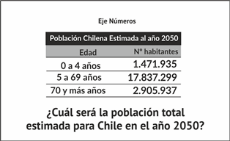 Eje Números
Población Chilena Estimada al año 2050
Edad Nº habitantes
0 a 4 años 1.471.935
5 a 69 años 17.837.299
70 y más años 2.905.937
¿Cuál será la población total
estimada para Chile en el año 2050?